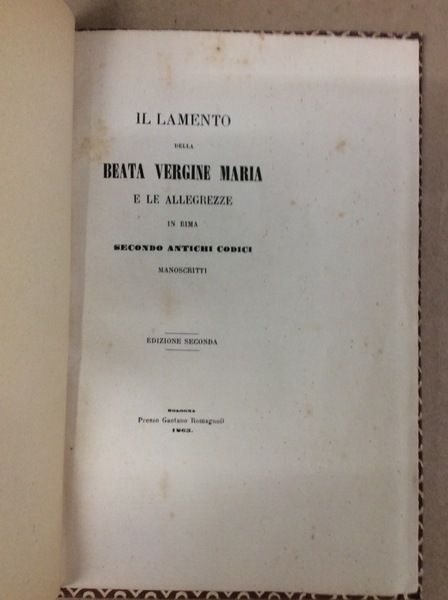 IL LAMENTO
DELLA
BEATA VERGINE MARIA
E LE ALLEGREZZE
IN RIMA
SECONDO ANTICHI CODICI
MANOSCRITTI
EDIZIONE SECONDA
BOLOGNA
Presso Gaetano Romagnoli
1863.